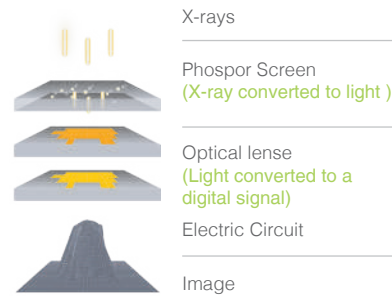 X-rays
Phospor Screen
(X-ray converted to light )
Optical lense
(Light converted to a
digital signal)
Electric Circuit
Image